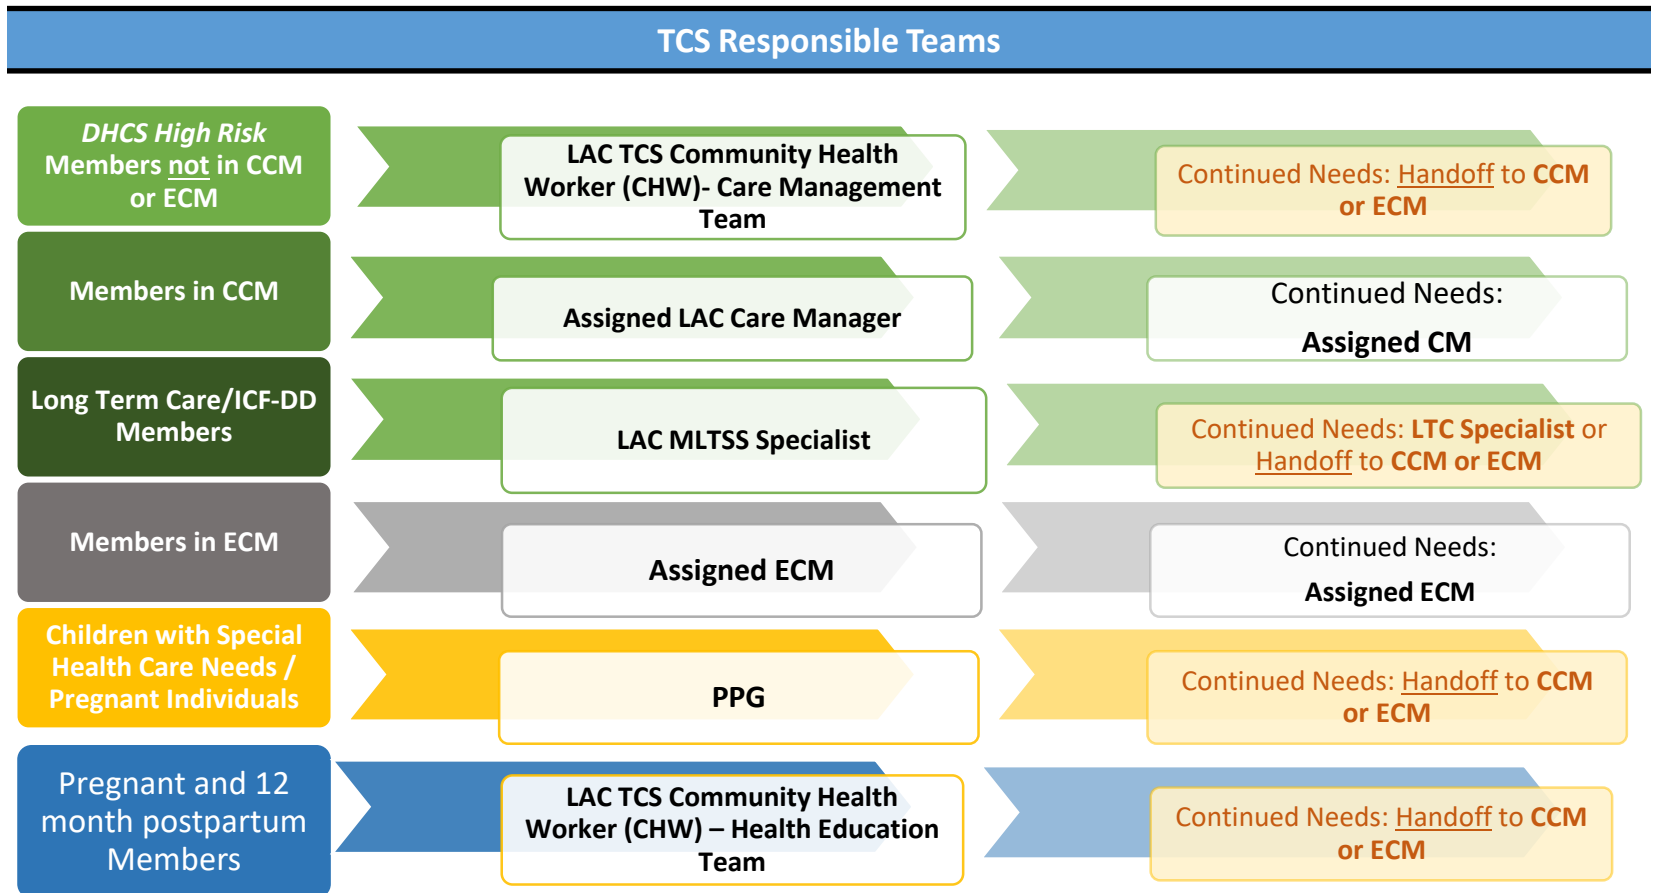 TCS Responsible Teams
DHCS High Risk
Members not in CCM
or ECM
LAC TCS Community Health
Worker (CHW)- Care Management
Team
Continued Needs: Handoff to CCM
or ECM
Members in CCM
Assigned LAC Care Manager
Continued Needs:
Assigned CM
Long Term Care/ICF-DD
Members
LAC MLTSS Specialist
Continued Needs: LTC Specialist or
Handoff to CCM or ECM
Members in ECM
Assigned ECM
Continued Needs:
Assigned ECM
Children with Special
Health Care Needs /
Pregnant Individuals
PPG
Continued Needs: Handoff to CCM
or ECM
Pregnant and 12
month postpartum
Members
LAC TCS Community Health
Worker (CHW) – Health Education
Team
Continued Needs: Handoff to CCM
or ECM